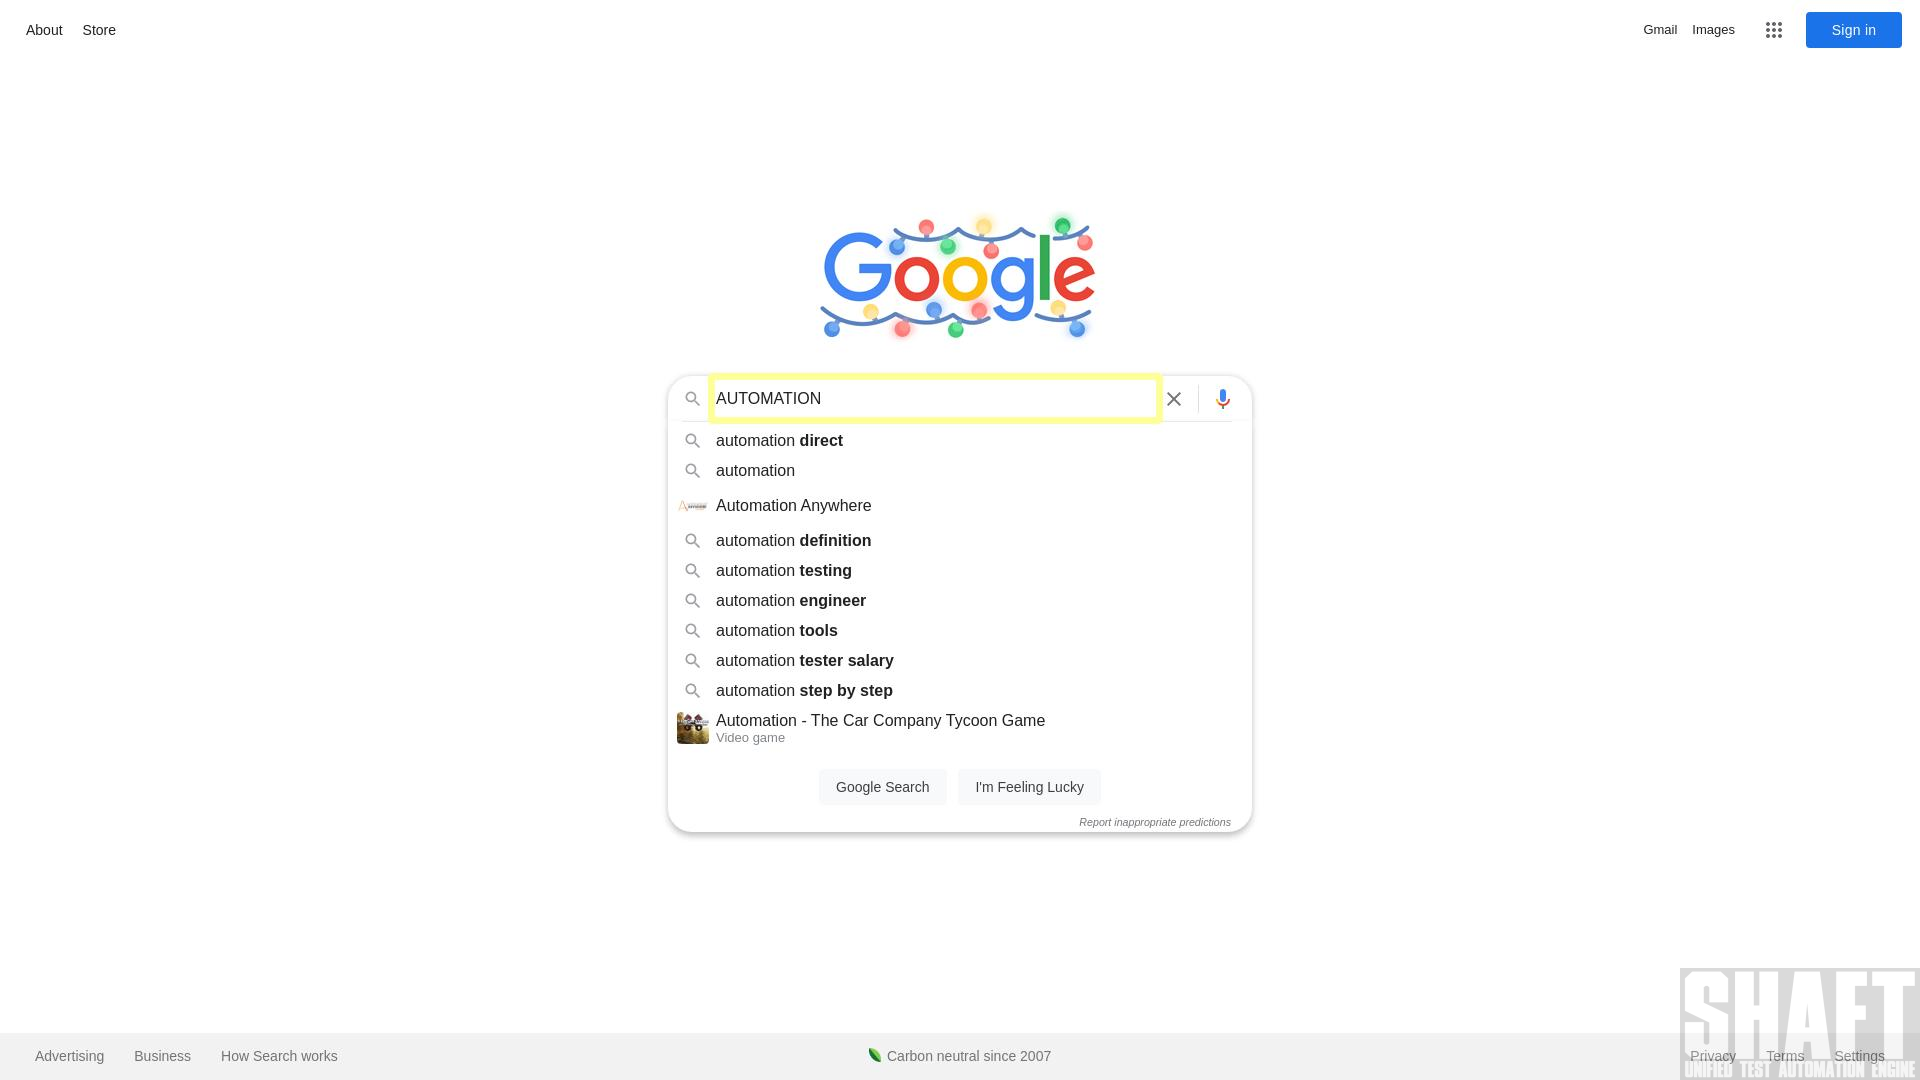 About Store
Gmail Images
Sign in
Google
AUTOMATION
automation direct
automation
Automation Anywhere
automation definition
automation testing
automation engineer
automation tools
automation tester salary
automation step by step
Automation - The Car Company Tycoon Game
Video game
Google Search I'm Feeling Lucky
Report inappropriate predictions
SHAFT
Advertising Business How Search works
Carbon neutral since 2007
Privacy Terms Settings
UNIFIED TEST AUTOMATION ENGINE